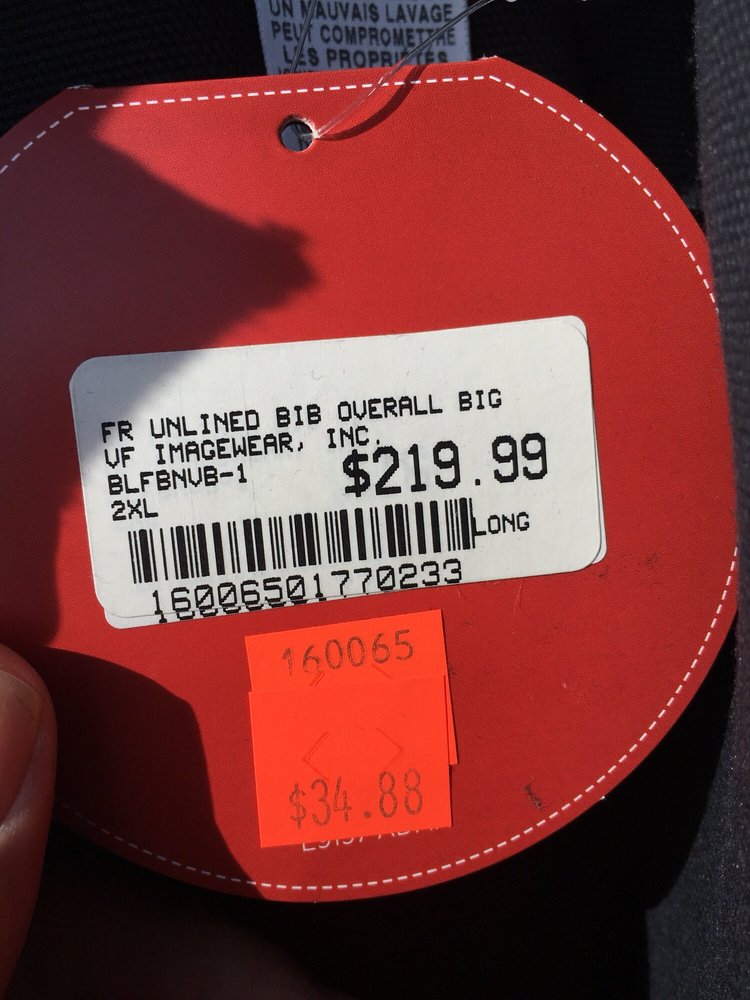 UN MAUVAIS LAVAGE
PEUT COMPROMETTRE
LES PROPRIÉTÉS
FR UNLINED BIB OVERALL BIG
VF IMAGEWEAR, INC.
BLFBNVB-1 $219.99
2XL
LONG
16006501770233
160065
$34.88